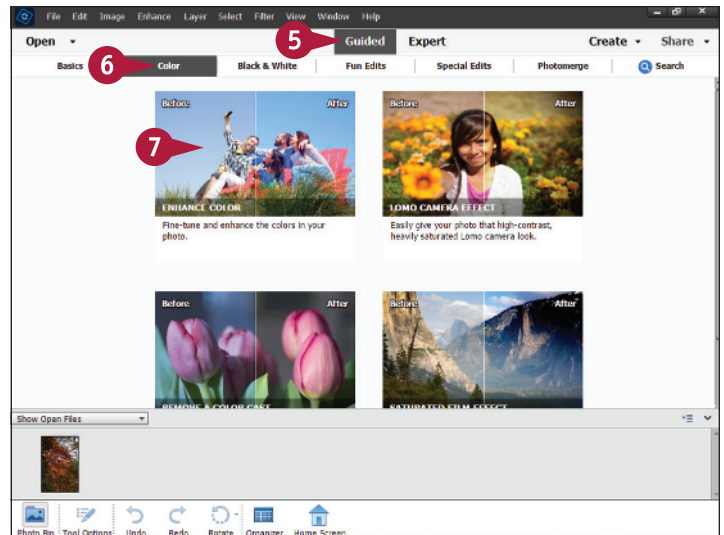 File Edit Image Enhance Layer Select Filter View Window Help
Open 5 Guided Expert Create Share
Basics 6 Color Black & White Fun Edits Special Edits Photomerge Search
Before After Before After
7
ENHANCE COLOR LOMO CAMERA EFFECT
Fine-tune and enhance the colors in your photo.
Easily give your photo that high-contrast, heavily saturated Lomo camera look.
Before After Before After
REMOVE A COLOR CAST SATURATED FILM EFFECT
Show Open Files
Photo Bin Tool Options Undo Redo Rotate Organizer Home Screen